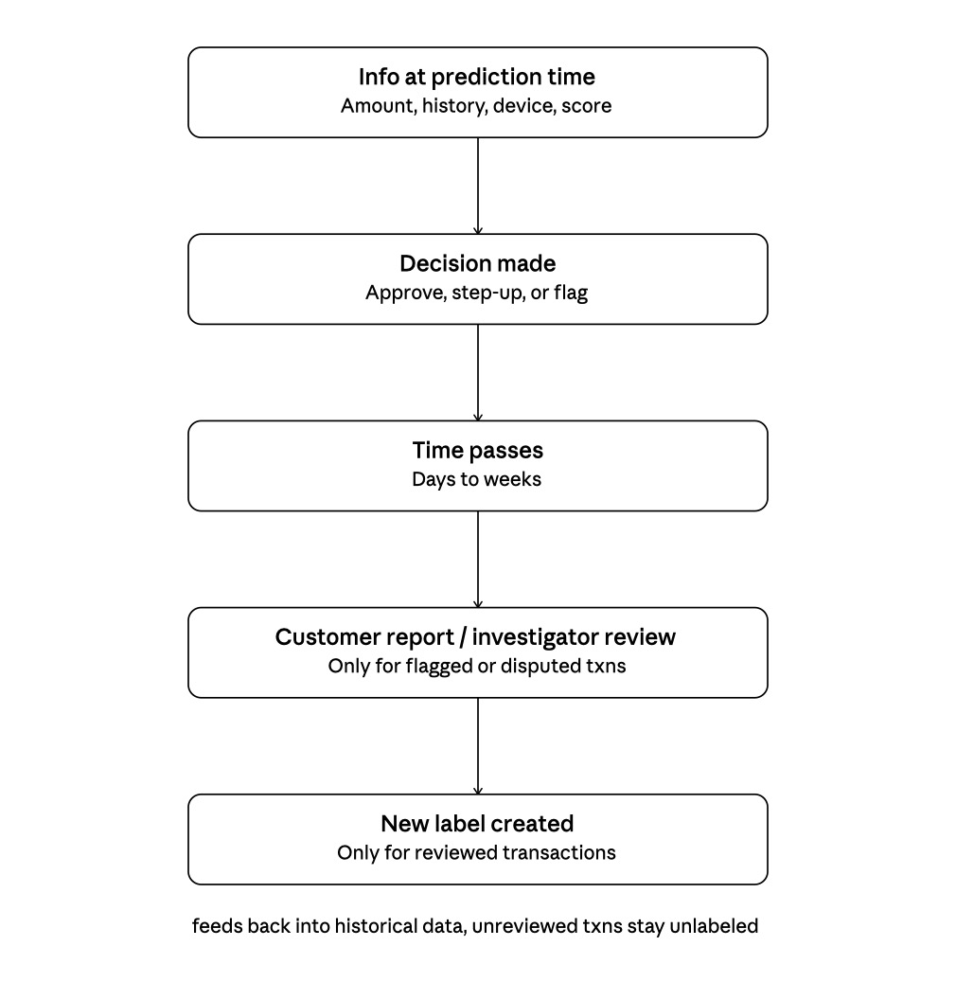 Info at prediction time
Amount, history, device, score
Decision made
Approve, step-up, or flag
Time passes
Days to weeks
Customer report / investigator review
Only for flagged or disputed txns
New label created
Only for reviewed transactions
feeds back into historical data, unreviewed txns stay unlabeled